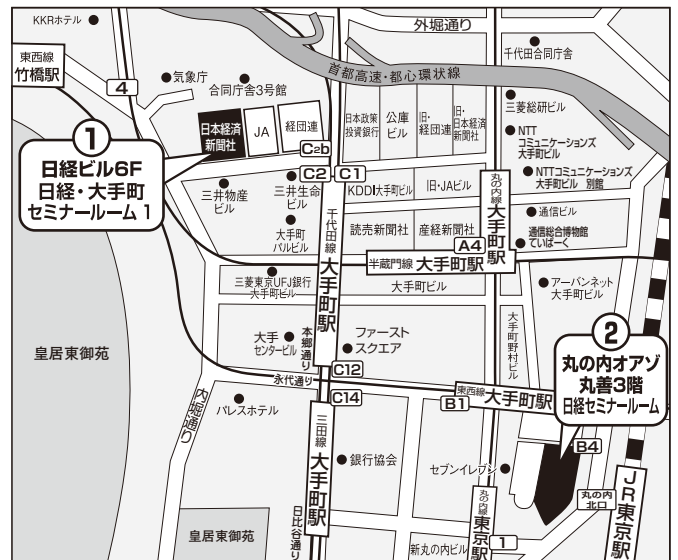 KKRホテル
外堀通り
東西線
竹橋駅
千代田合同庁舎
首都高速・都心環状線
気象庁
合同庁舎3号館
4
三菱総研ビル
日本経済
新聞社
JA
経団連
日本政策
投資銀行
公庫
ビル
旧・
経団連
旧・
日本経済
新聞社
NTT
コミュニケーションズ
大手町ビル
1
日経ビル6F
日経・大手町
セミナールーム 1
C2b
C2
C1
NTTコミュニケーションズ
大手町ビル 別館
三井物産
ビル
三井生命
ビル
KDDI大手町ビル
旧・JAビル
丸の内線
大手町駅
大手町
パルビル
千代田線
大手町駅
読売新聞社
産経新聞社
通信ビル
通信総合博物館
ていぱーく
A4
半蔵門線 大手町駅
三菱東京UFJ銀行
大手町ビル
大手町ビル
アーバンネット
大手町ビル
大手町野村ビル
皇居東御苑
大手
センタービル
本郷通り
ファースト
スクエア
2
丸の内オアゾ
丸善3階
日経セミナールーム
永代通り
C12
東西線 大手町駅
内堀通り
パレスホテル
C14
B1
三田線
大手町駅
銀行協会
セブンイレブン
B4
丸の内線
東京駅
丸の内
北口
JR東京駅
皇居東御苑
日比谷通り
新丸の内ビル
1